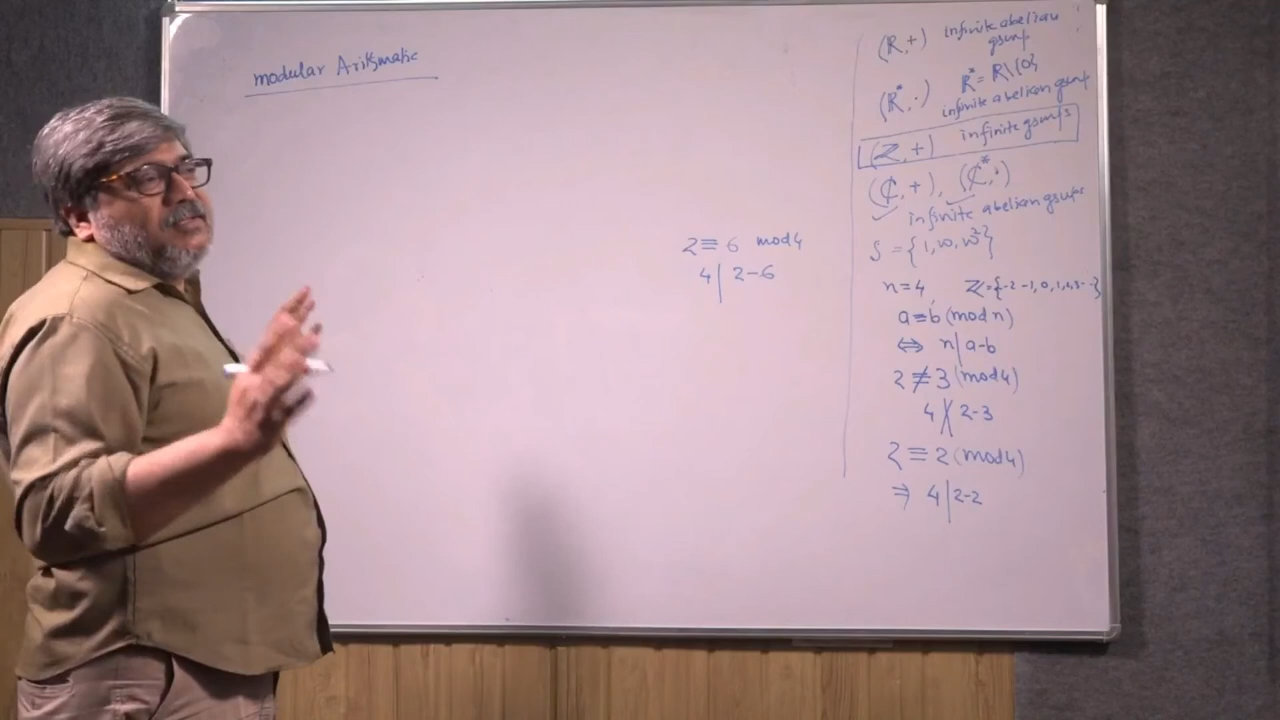 modular Arithmatic
2 ≡ 6 mod 4
4 | 2-6
(R, +) infinite abelian group
(R*, ·) R* = R\{0}
infinite abelian group
(Z, +) infinite groups
(₵, +), (₵*, ·)
infinite abelian groups
S = {1, w, w²}
n=4, Z={--2 -1, 0, 1, 2, 3 - -}
a≡b (mod n)
⇔ n | a-b
2 ≢ 3 (mod 4)
4 ∤ 2-3
2 ≡ 2 (mod 4)
⇒ 4 | 2-2